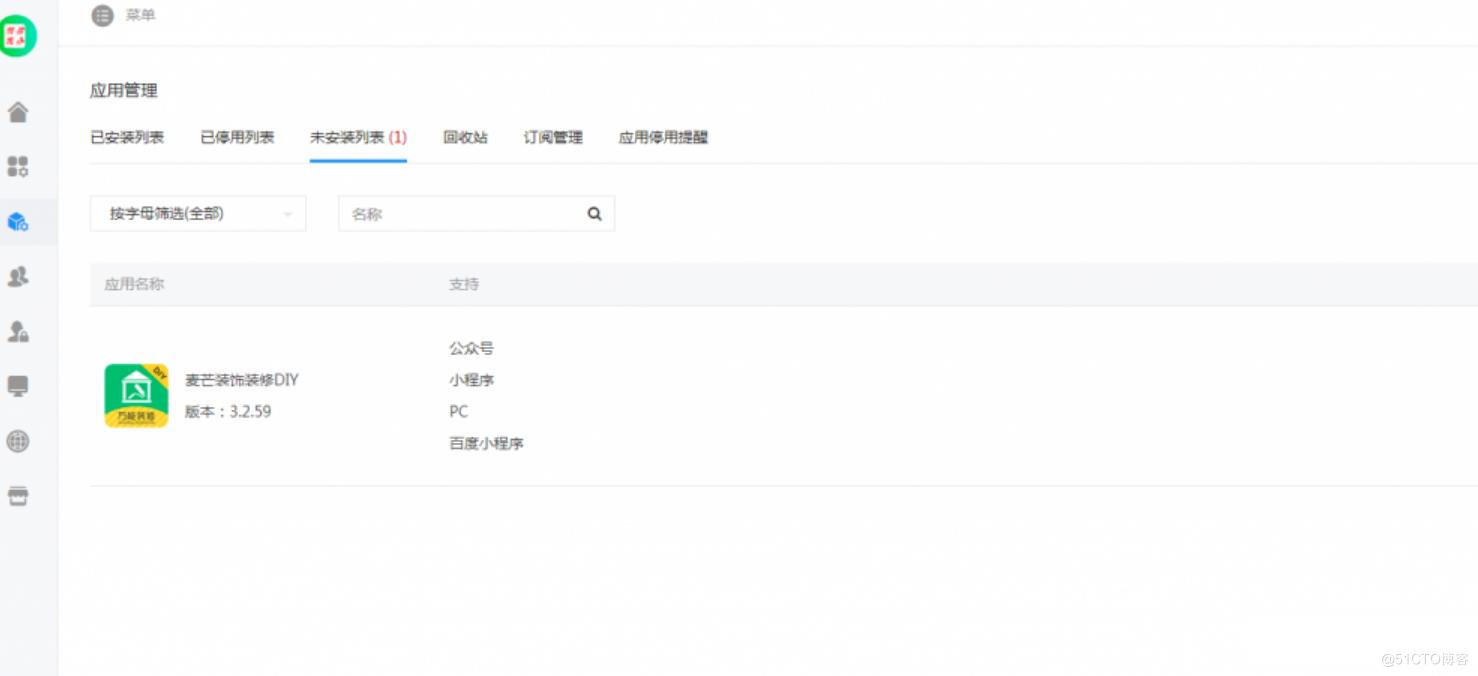 菜单
应用管理
已安装列表 已停用列表 未安装列表 (1) 回收站 订阅管理 应用停用提醒
按字母筛选(全部) 名称
应用名称 支持
公众号
DIY
麦芒装饰装修DIY 小程序
万能装修
版本：3.2.59 PC
百度小程序
@51CTO博客